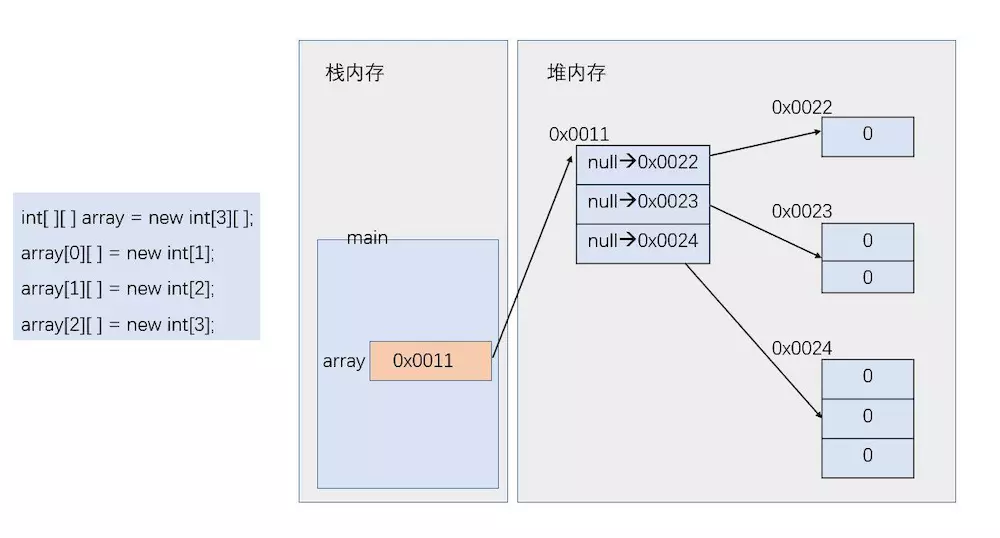 栈内存
堆内存
0x0022
0
0x0011
null→0x0022
null→0x0023
null→0x0024
0x0023
0
0
int[ ][ ] array = new int[3][ ];
array[0][ ] = new int[1];
array[1][ ] = new int[2];
array[2][ ] = new int[3];
main
array
0x0011
0x0024
0
0
0